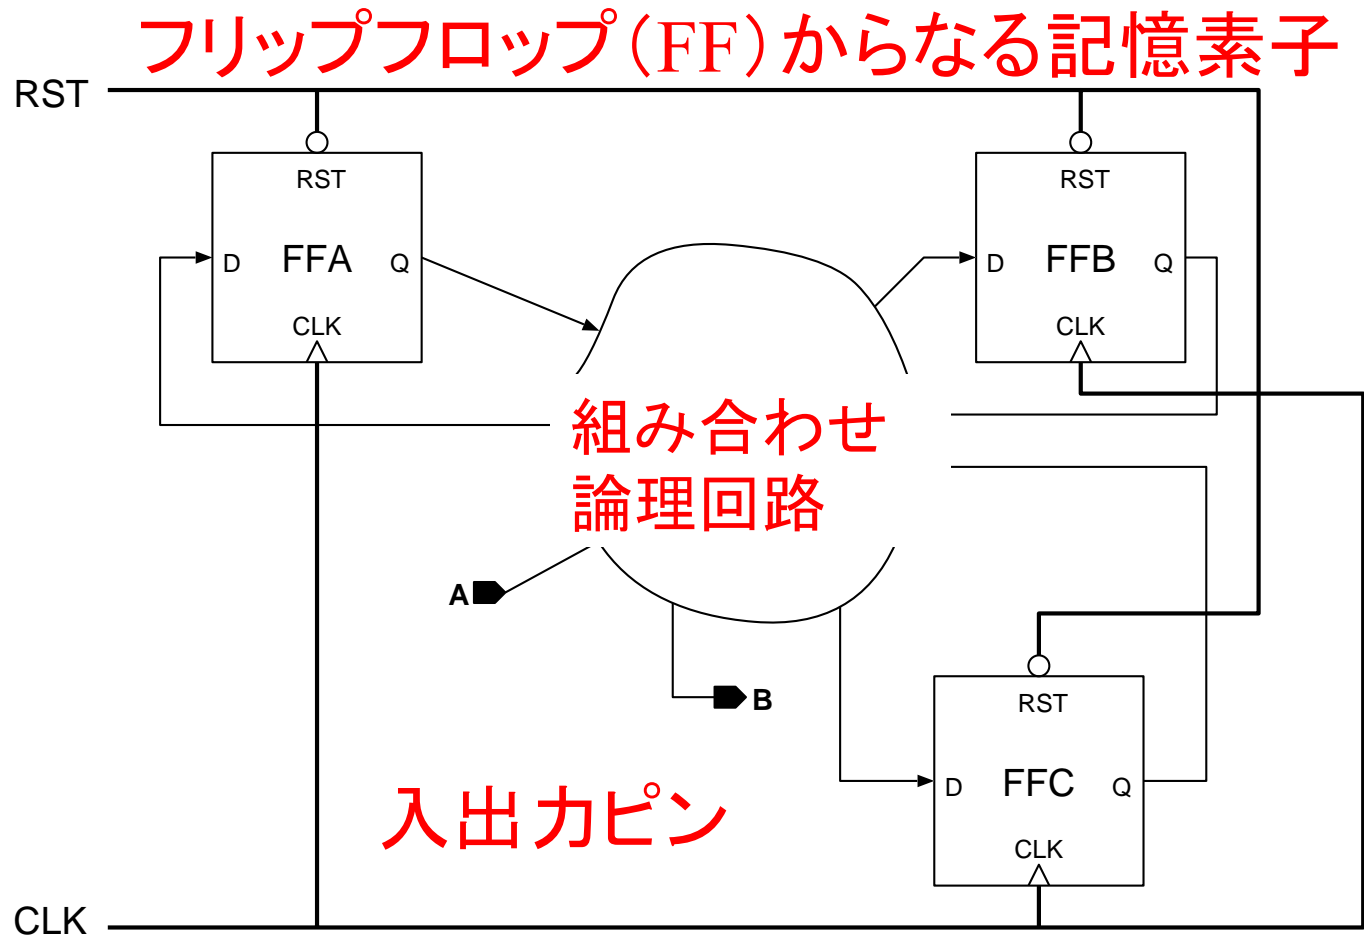 フリップフロップ(FF)からなる記憶素子
RST
RST
RST
D FFA Q
D FFB Q
CLK
CLK
組み合わせ
論理回路
A
B
RST
D FFC Q
入出力ピン
CLK
CLK